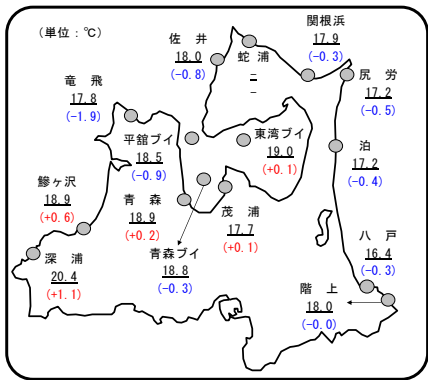 (単位：℃)
関根浜
17.9
(-0.3)
佐 井
18.0
(-0.8)
蛇 浦
-
-
尻 労
17.2
(-0.5)
竜 飛
17.8
(-1.9)
平舘ブイ
18.5
(-0.9)
東湾ブイ
19.0
(+0.1)
泊
17.2
(-0.4)
鰺ヶ沢
18.9
(+0.6)
青 森
18.9
(+0.2)
茂 浦
17.7
(+0.1)
青森ブイ
18.8
(-0.3)
八 戸
16.4
(-0.3)
深 浦
20.4
(+1.1)
階 上
18.0
(-0.0)